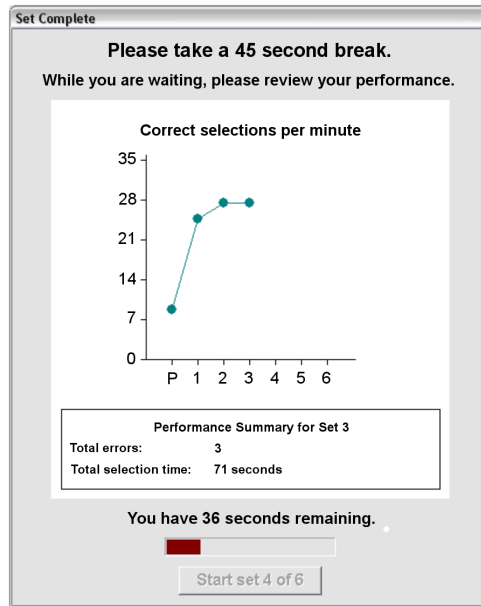 Set Complete
Please take a 45 second break.
While you are waiting, please review your performance.
Correct selections per minute
35
28
21
14
7
0
P 1 2 3 4 5 6
Performance Summary for Set 3
Total errors: 3
Total selection time: 71 seconds
You have 36 seconds remaining.
Start set 4 of 6